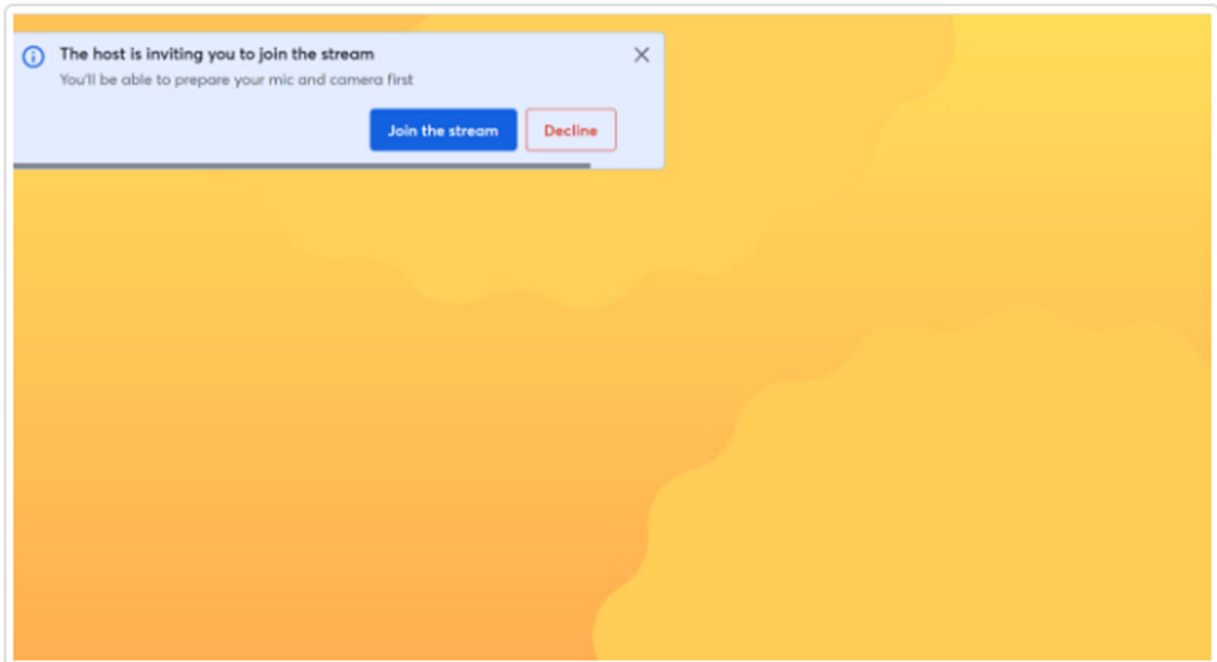 The host is inviting you to join the stream
You'll be able to prepare your mic and camera first
Join the stream
Decline